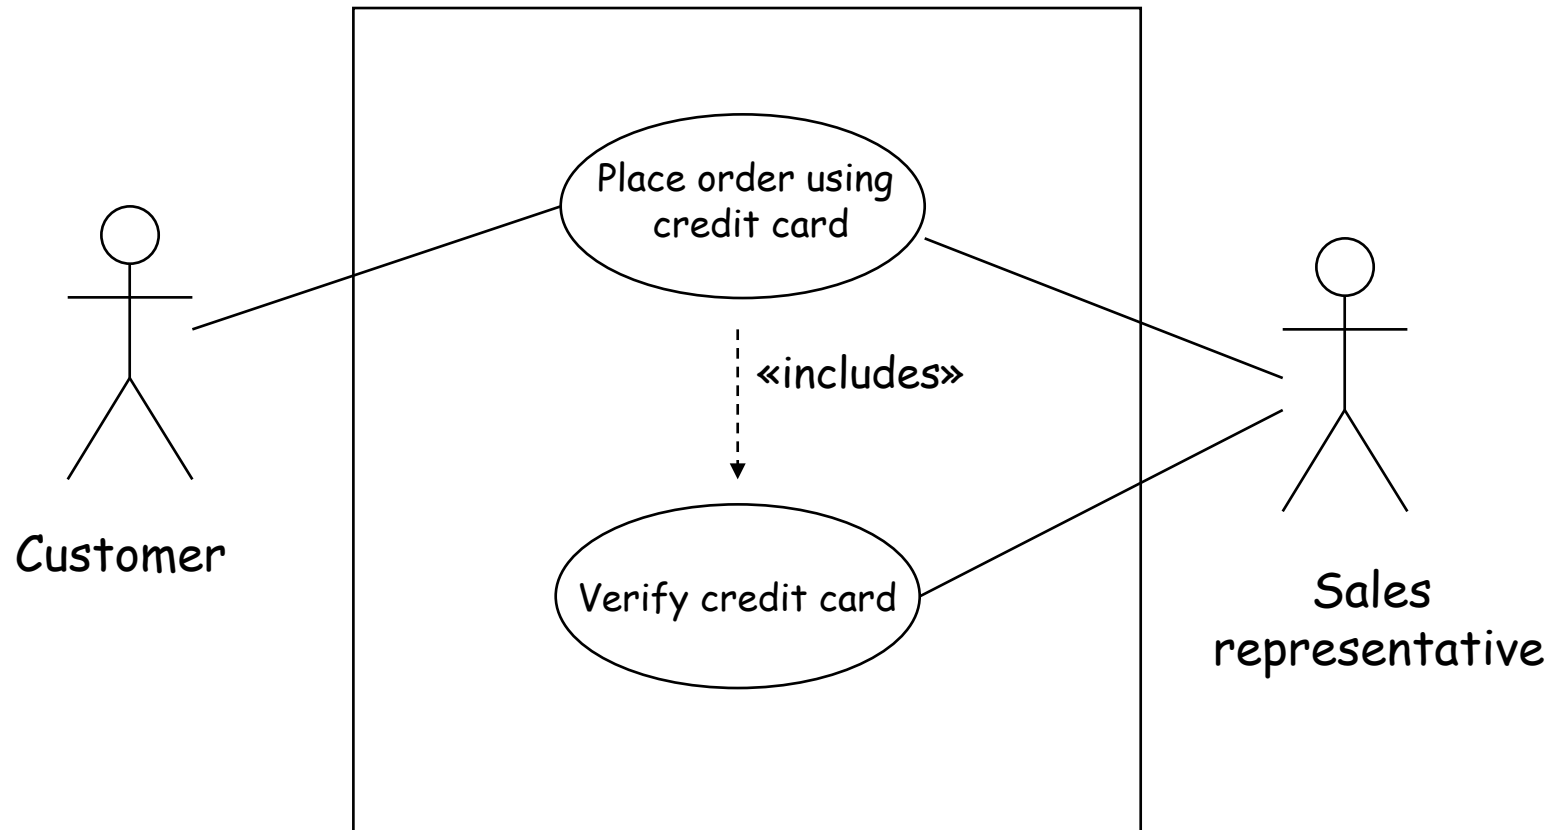 Place order using
credit card
«includes»
Customer
Verify credit card
Sales
representative